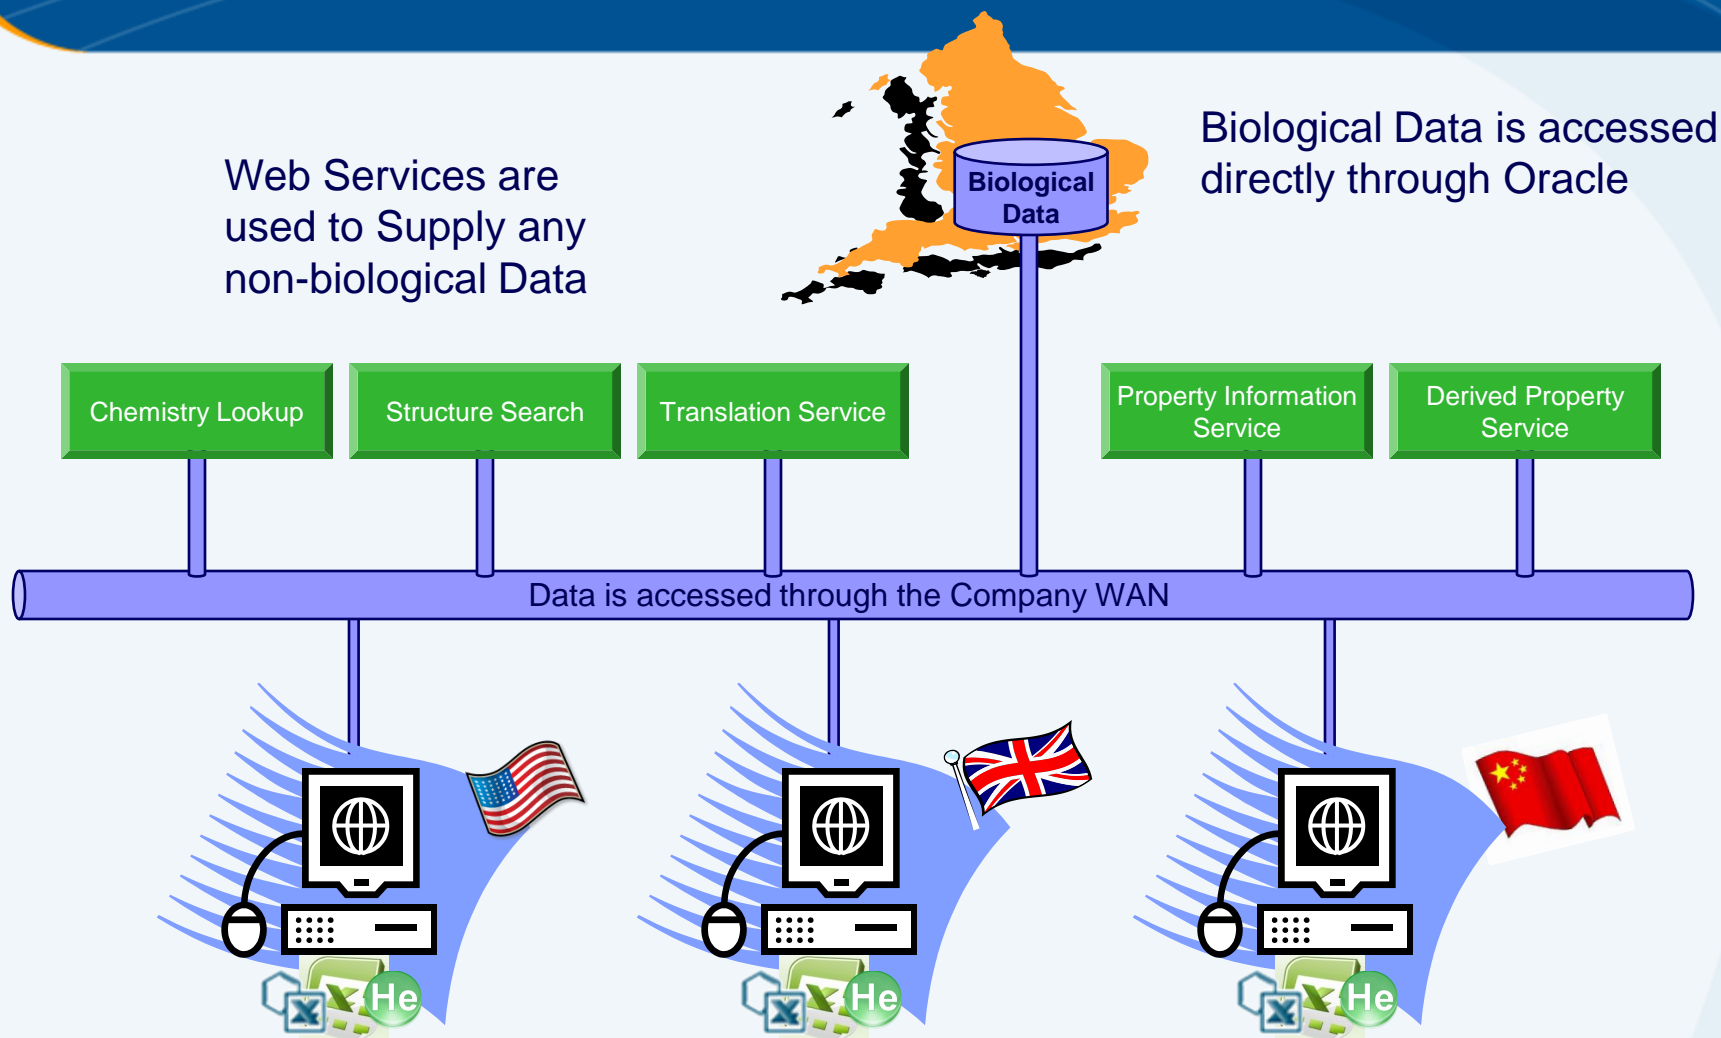 Web Services are
used to Supply any
non-biological Data
Biological
Data
Biological Data is accessed
directly through Oracle
Chemistry Lookup
Structure Search
Translation Service
Property Information
Service
Derived Property
Service
Data is accessed through the Company WAN
He
He
He